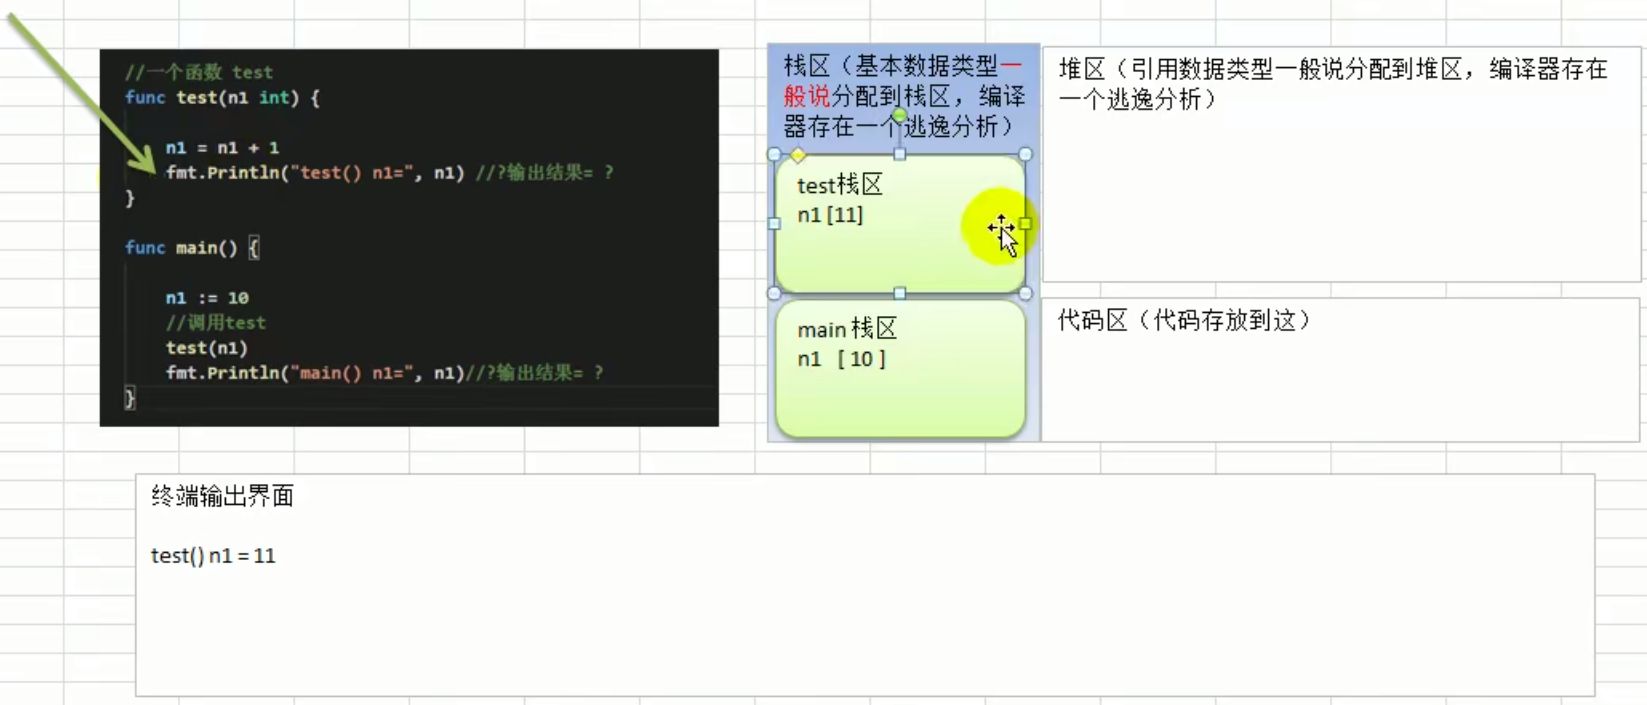 //一个函数 test
func test(n1 int) {
n1 = n1 + 1
fmt.Println("test() n1=", n1) //?输出结果= ?
}
func main() {
n1 := 10
//调用test
test(n1)
fmt.Println("main() n1=", n1)//?输出结果= ?
}
栈区（基本数据类型一
般说分配到栈区，编译
器存在一个逃逸分析）
test栈区
n1 [11]
main 栈区
n1 [ 10 ]
堆区（引用数据类型一般说分配到堆区，编译器存在
一个逃逸分析）
代码区（代码存放到这）
终端输出界面
test() n1 = 11